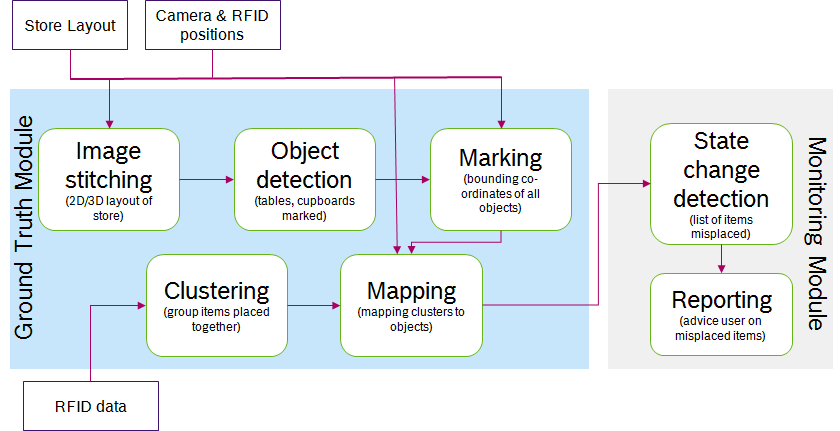 Store Layout
Camera & RFID
positions
Ground Truth Module
Image
stitching
(2D/3D layout of
store)
Object
detection
(tables, cupboards
marked)
Marking
(bounding co-
ordinates of all
objects)
Clustering
(group items placed
together)
Mapping
(mapping clusters to
objects)
RFID data
State
change
detection
(list of items
misplaced)
Reporting
(advice user on
misplaced items)
Monitoring Module